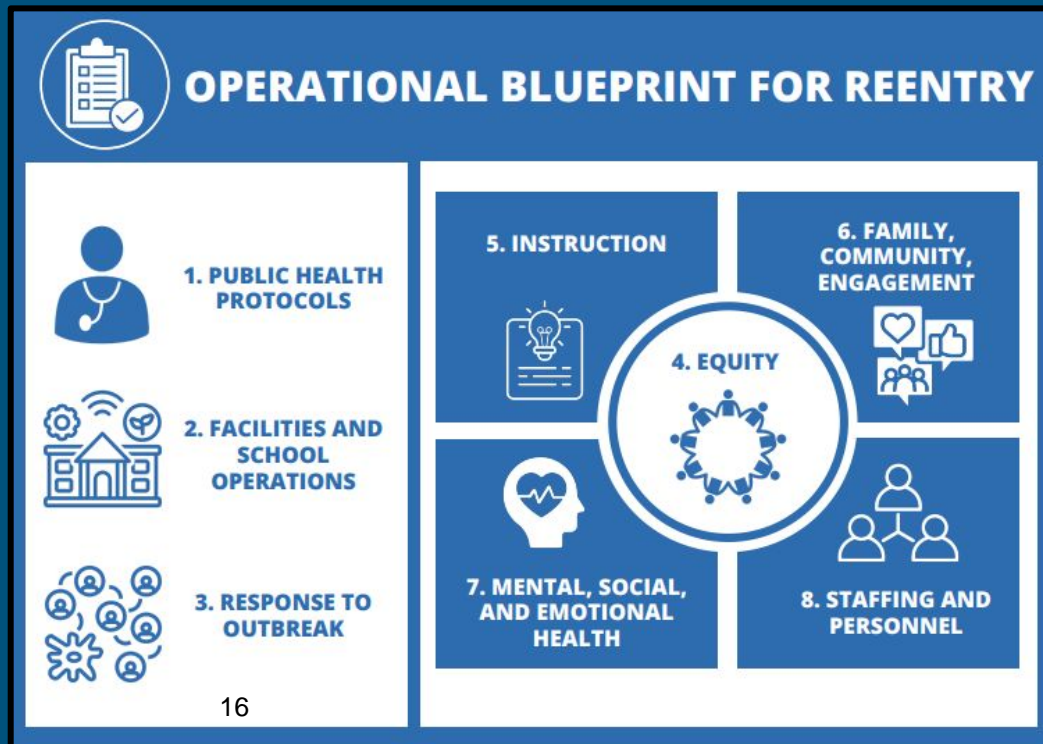 OPERATIONAL BLUEPRINT FOR REENTRY
1. PUBLIC HEALTH
PROTOCOLS
2. FACILITIES AND
SCHOOL
OPERATIONS
3. RESPONSE TO
OUTBREAK
16
5. INSTRUCTION
6. FAMILY,
COMMUNITY,
ENGAGEMENT
4. EQUITY
7. MENTAL, SOCIAL,
AND EMOTIONAL
HEALTH
8. STAFFING AND
PERSONNEL